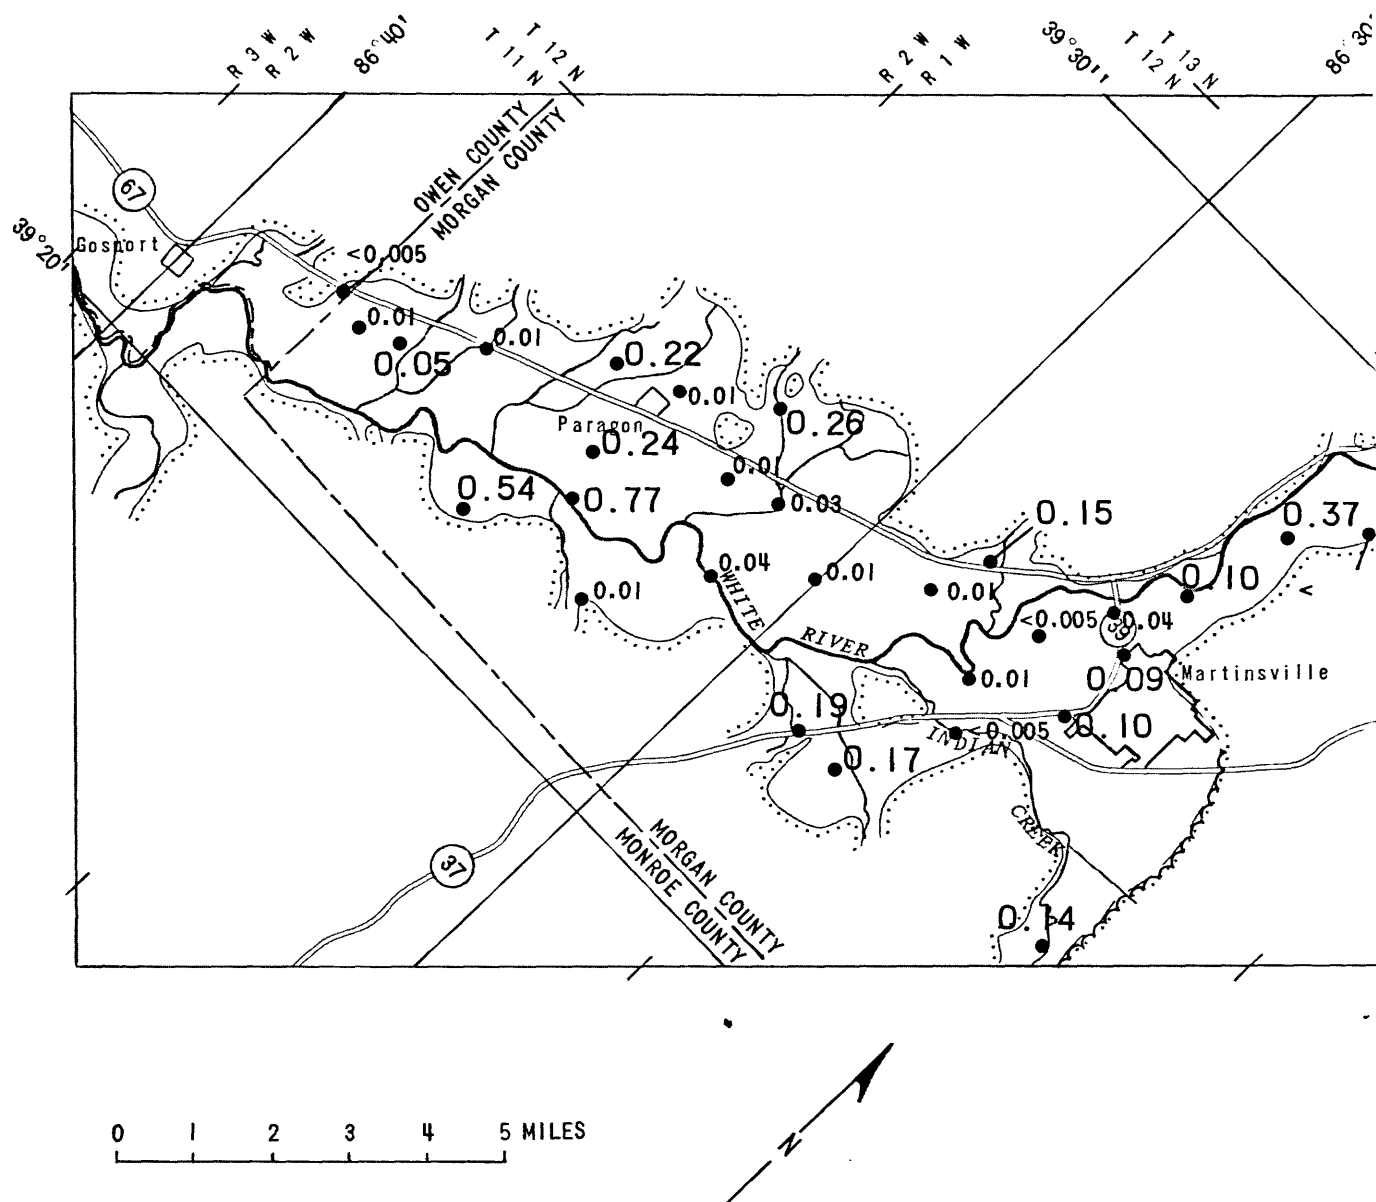 R 3 W
R 2 W
86°40'
T 12 N
T 11 N
R 2 W
R 1 W
39°30'
T 13 N
T 12 N
86°30'
67
OWEN COUNTY
MORGAN COUNTY
39°20'
Gosport
<0.005
0.01
0.05
0.01
0.22
0.01
0.26
Paragon
0.24
0.01
0.54
0.77
0.03
0.15
0.37
0.04
0.01
0.01
0.01
0.10
<
WHITE
RIVER
<0.005
0.04
39
0.01
0.09
Martinsville
0.19
0.10
<0.005
INDIAN
0.17
CREEK
37
MORGAN COUNTY
MONROE COUNTY
0.14
N
0 1 2 3 4 5 MILES